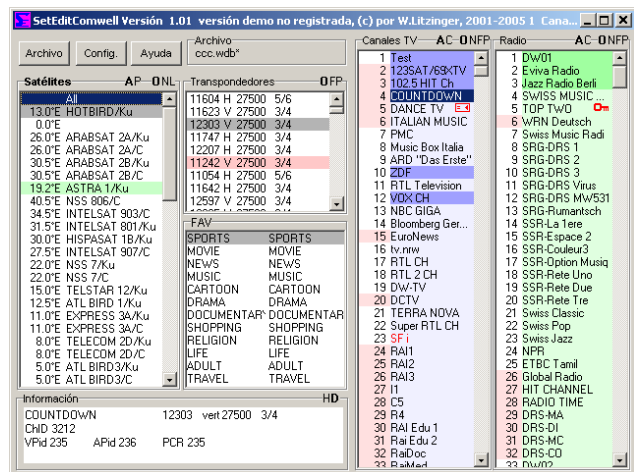 SetEditComwell Versión 1.01 versión demo no registrada, (c) por W.Litzinger, 2001-2005 1 Cana...
Archivo
Config.
Ayuda
Archivo
ccc.wdb*
Satélites AP ONL
All
13.0°E HOTBIRD/Ku
0.0°E
26.0°E ARABSAT 2A/Ku
26.0°E ARABSAT 2A/C
30.5°E ARABSAT 2B/Ku
30.5°E ARABSAT 2B/C
19.2°E ASTRA 1/Ku
40.5°E NSS 806/C
34.5°E INTELSAT 903/C
31.5°E INTELSAT 801/Ku
30.0°E HISPASAT 1B/Ku
27.5°E INTELSAT 907/C
22.0°E NSS 7/Ku
22.0°E NSS 7/C
15.0°E TELSTAR 12/Ku
12.5°E ATL BIRD 1/Ku
11.0°E EXPRESS 3A/Ku
11.0°E EXPRESS 3A/C
8.0°E TELECOM 2D/Ku
8.0°E TELECOM 2D/C
5.0°E ATL BIRD3/Ku
5.0°E ATL BIRD3/C
Transpondedores OFP
11604 H 27500 5/6
11623 V 27500 3/4
12303 V 27500 3/4
11747 H 27500 3/4
12207 H 27500 3/4
12288 V 27500 3/4
11242 V 27500 3/4
11054 H 27500 5/6
11642 H 27500 3/4
12597 V 27500 3/4
FAV
SPORTS SPORTS
MOVIE MOVIE
NEWS NEWS
MUSIC MUSIC
CARTOON CARTOON
DRAMA DRAMA
DOCUMENTAR DOCUMENTAR
SHOPPING SHOPPING
RELIGION RELIGION
LIFE LIFE
ADULT ADULT
TRAVEL TRAVEL
Información HD
COUNTDOWN 12303 vert 27500 3/4
ChID 3212
VPid 235 APid 236 PCR 235
Canales TV AC ONFP
1 Test
2 123SAT/69XTV
3 102.5 HIT Ch
4 COUNTDOWN
5 DANCE TV
6 ITALIAN MUSIC
7 PMC
8 Music Box Italia
9 ARD "Das Erste"
10 ZDF
11 RTL Television
12 VOX CH
13 NBC GIGA
14 Bloomberg Ger...
15 EuroNews
16 tv.nrw
17 RTL CH
18 RTL 2 CH
19 DW-TV
20 DCTV
21 TERRA NOVA
22 Super RTL CH
23 SF i
24 RAI1
25 RAI2
26 RAI3
27 I1
28 C5
29 R4
30 RAI Edu 1
31 Rai Edu 2
32 RaiDoc
33 RaiMed
Radio AC ONFP
1 DW01
2 Eviva Radio
3 Jazz Radio Berli
4 SWISS MUSIC ...
5 TOP TWO
6 WRN Deutsch
7 Swiss Music Radi
8 SRG-DRS 1
9 SRG-DRS 2
10 SRG-DRS 3
11 SRG-DRS Virus
12 SRG-DRS MW/531
13 SRG-Rumantsch
14 SSR-La 1ere
15 SSR-Espace 2
16 SSR-Couleur3
17 SSR-Option Musiq
18 SSR-Rete Uno
19 SSR-Rete Due
20 SSR-Rete Tre
21 Swiss Classic
22 Swiss Pop
23 Swiss Jazz
24 NPR
25 ETBC Tamil
26 Global Radio
27 HIT CHANNEL
28 RADIO TIME
29 DRS-MA
30 DRS-DI
31 DRS-MC
32 DRS-CO
33 DW02